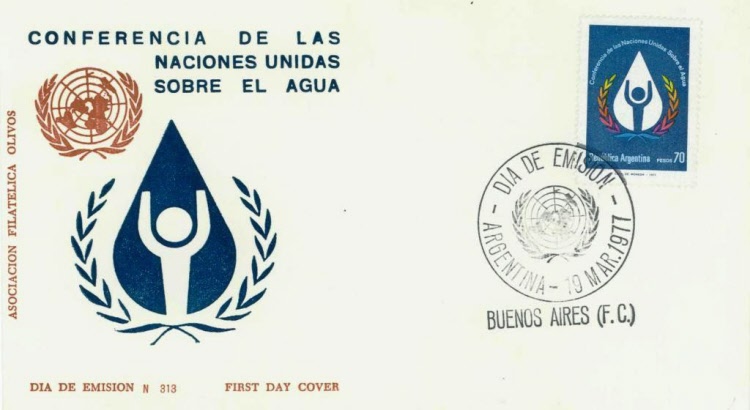 CONFERENCIA DE LAS
NACIONES UNIDAS
SOBRE EL AGUA
ASOCIACION FILATELICA OLIVOS
Conferencia de las Naciones Unidas Sobre el Agua
República Argentina PESOS 70
- DIA DE EMISION -
ARGENTINA - 19 MAR. 1977
BUENOS AIRES (F.C.)
DIA DE EMISION N 313 FIRST DAY COVER